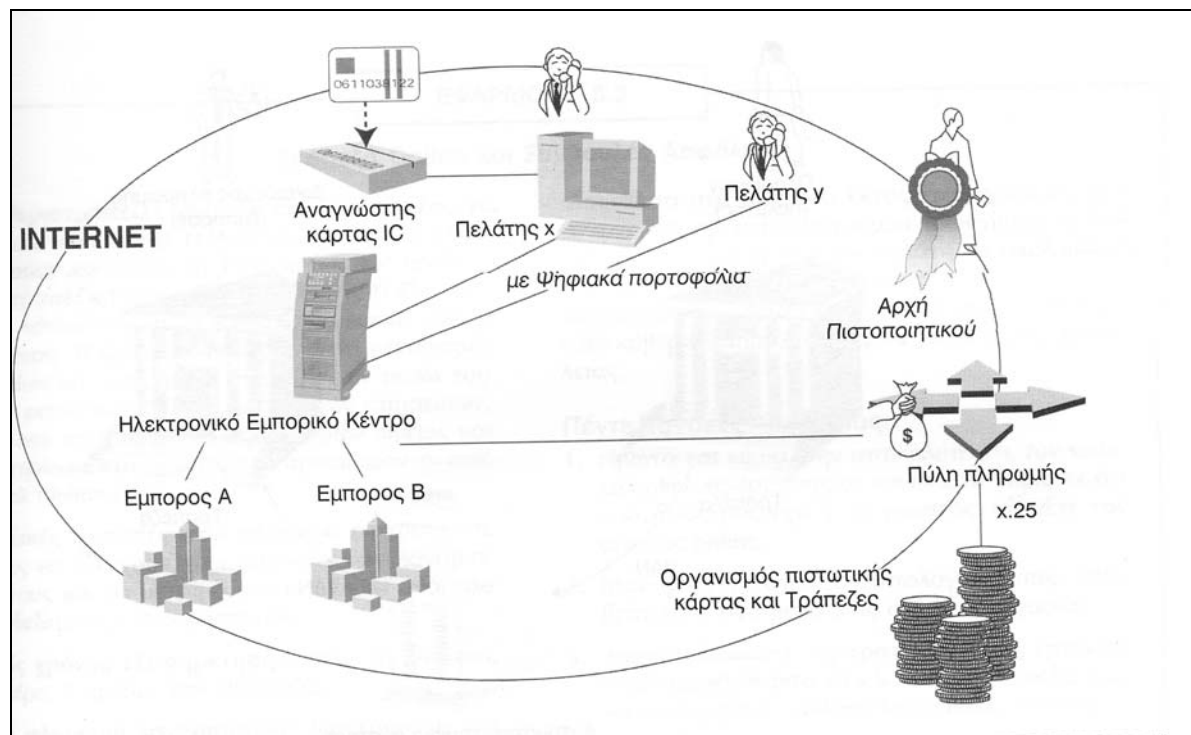 0611038122
Αναγνώστης
κάρτας IC
Πελάτης x
Πελάτης y
INTERNET
με Ψηφιακά πορτοφόλια
Αρχή
Πιστοποιητικού
Ηλεκτρονικό Εμπορικό Κέντρο
$
Πύλη πληρωμής
Εμπορος Α
Εμπορος Β
x.25
Οργανισμός πιστωτικής
κάρτας και Τράπεζες